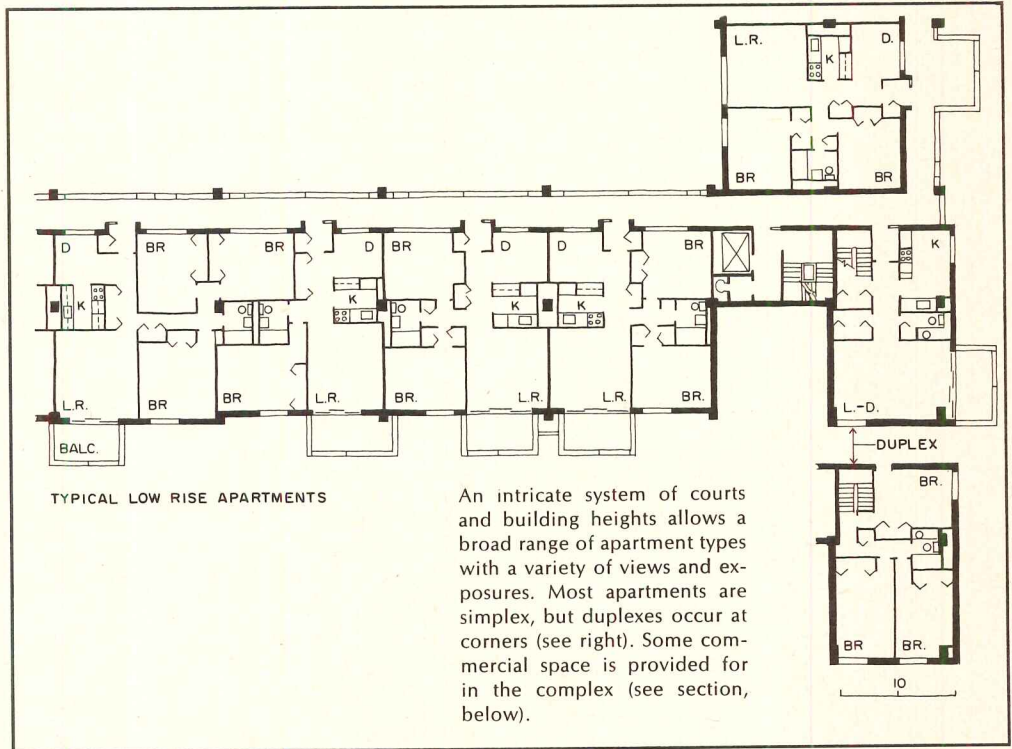 L.R.
K
D.
BR
BR
D
BR
BR
D
BR
D
D
BR
K
K
K
K
K
L.R.
BR
BR
L.R.
BR.
L.R.
L.R.
BR.
L.-D.
BALC.
DUPLEX
TYPICAL LOW RISE APARTMENTS
BR.
BR
BR.
10
An intricate system of courts
and building heights allows a
broad range of apartment types
with a variety of views and ex-
posures. Most apartments are
simplex, but duplexes occur at
corners (see right). Some com-
mercial space is provided for
in the complex (see section,
below).